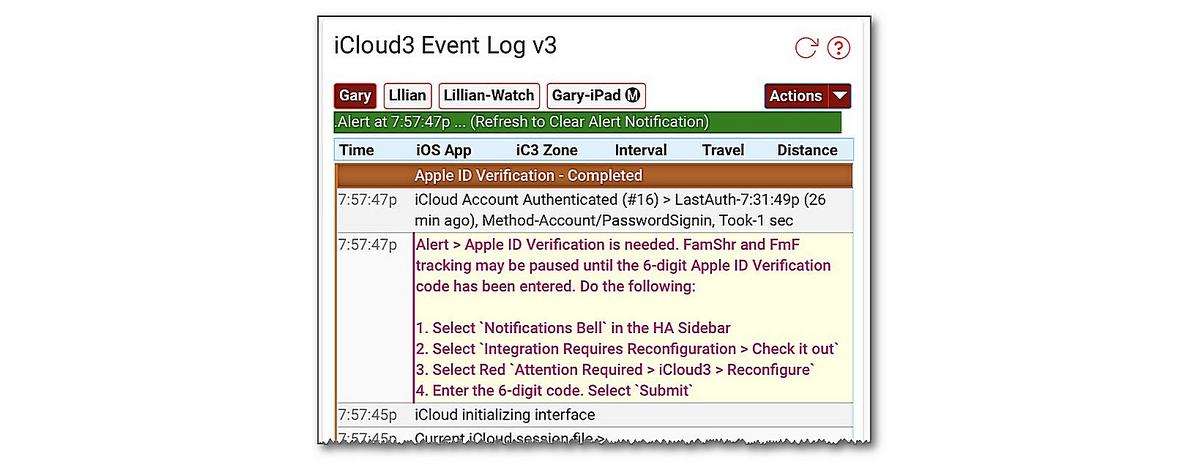 iCloud3 Event Log v3
Gary Lllian Lillian-Watch Gary-iPad M Actions
.Alert at 7:57:47p ... (Refresh to Clear Alert Notification)
Time iOS App iC3 Zone Interval Travel Distance
Apple ID Verification - Completed
7:57:47p iCloud Account Authenticated (#16) > LastAuth-7:31:49p (26
min ago), Method-Account/PasswordSignin, Took-1 sec
7:57:47p Alert > Apple ID Verification is needed. FamShr and FmF
tracking may be paused until the 6-digit Apple ID Verification
code has been entered. Do the following:
1. Select `Notifications Bell` in the HA Sidebar
2. Select `Integration Requires Reconfiguration > Check it out`
3. Select Red `Attention Required > iCloud3 > Reconfigure`
4. Enter the 6-digit code. Select `Submit`
7:57:45p iCloud initializing interface
7:57:45p Current iCloud session file >